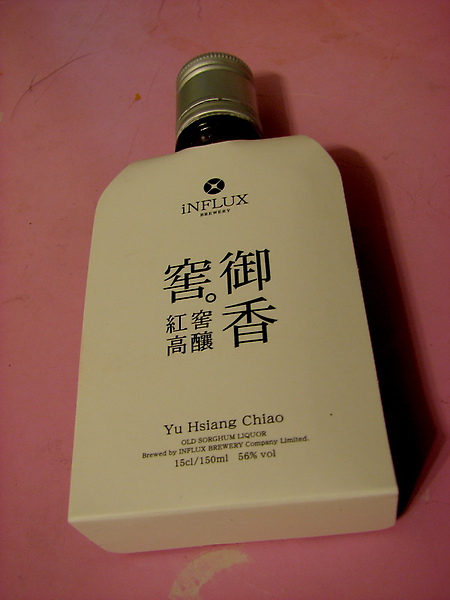 iNFLUX
BREWERY
御香
窖。
窖釀
紅高
Yu Hsiang Chiao
OLD SORGHUM LIQUOR
Brewed by INFLUX BREWERY Company Limited.
15cl/150ml 56% vol